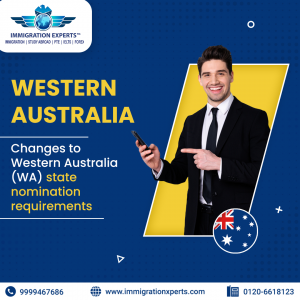 IMMIGRATION EXPERTS™
IMMIGRATION | STUDY ABROAD | PTE | IELTS | FOREX
WESTERN
AUSTRALIA
Changes to
Western Australia
(WA) state
nomination
requirements
9999467686
www.immigrationxperts.com
0120-6618123